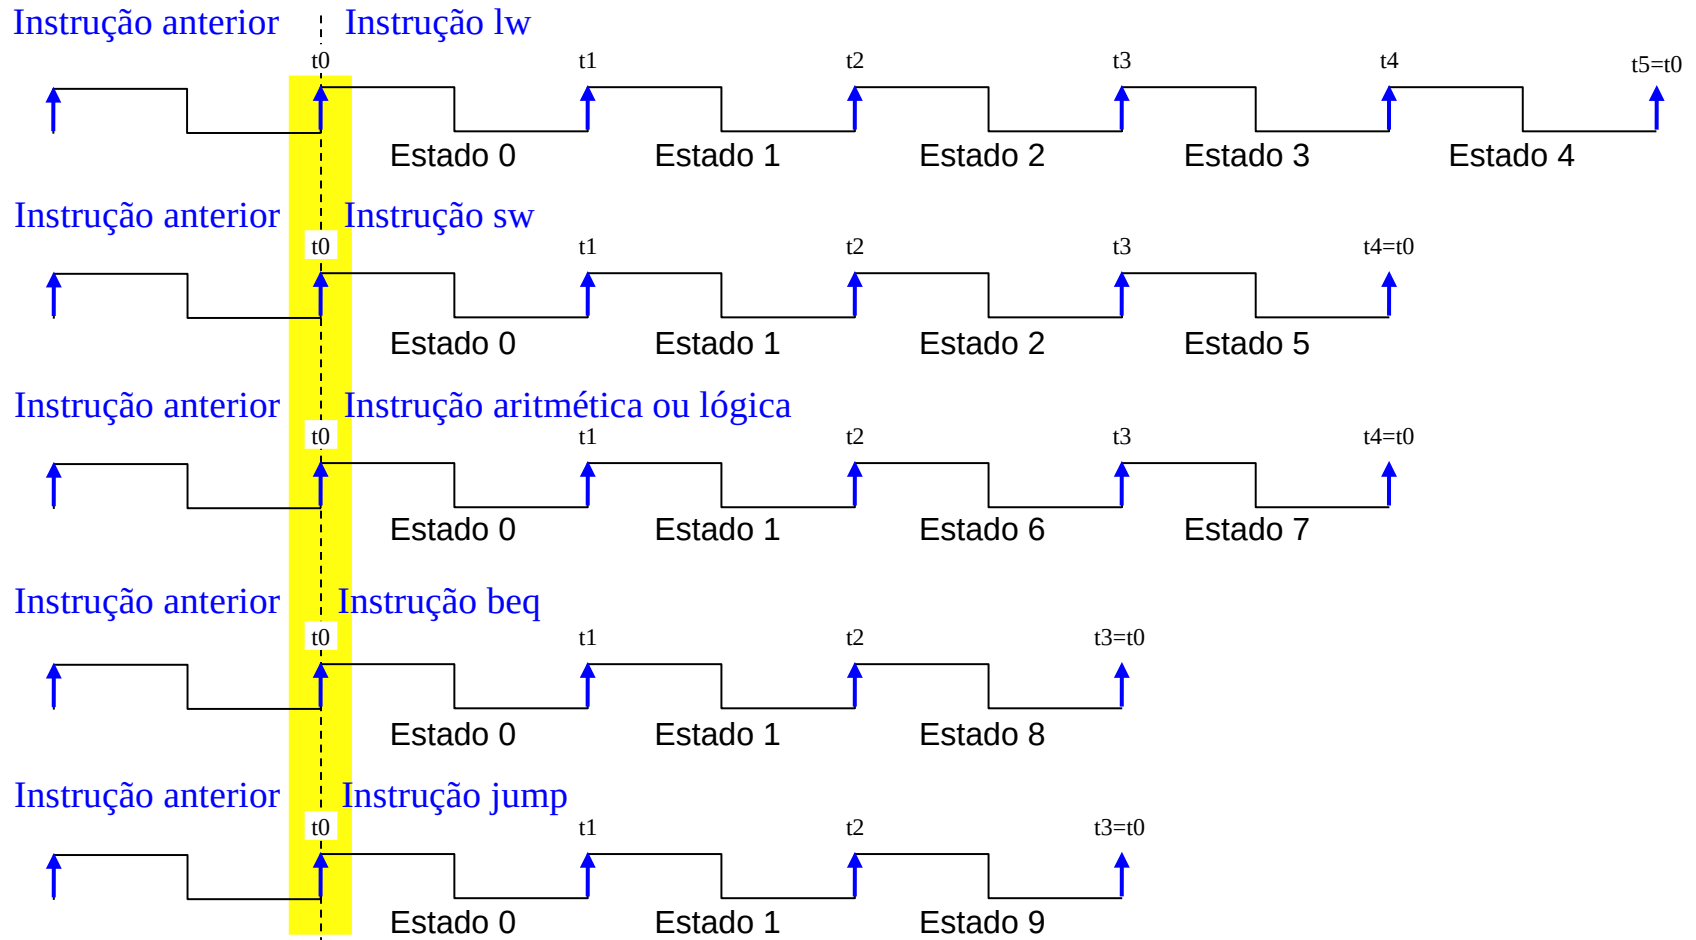 Instrução anterior Instrução lw
t0 t1 t2 t3 t4 t5=t0
Estado 0 Estado 1 Estado 2 Estado 3 Estado 4
Instrução anterior Instrução sw
t0 t1 t2 t3 t4=t0
Estado 0 Estado 1 Estado 2 Estado 5
Instrução anterior Instrução aritmética ou lógica
t0 t1 t2 t3 t4=t0
Estado 0 Estado 1 Estado 6 Estado 7
Instrução anterior Instrução beq
t0 t1 t2 t3=t0
Estado 0 Estado 1 Estado 8
Instrução anterior Instrução jump
t0 t1 t2 t3=t0
Estado 0 Estado 1 Estado 9